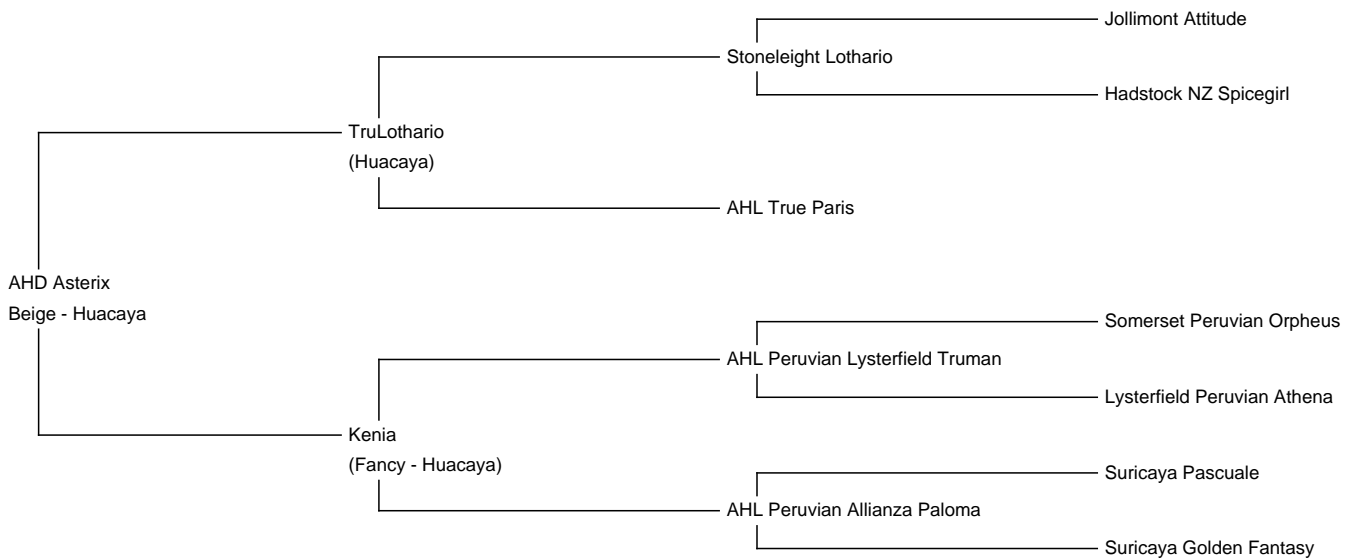 Jollimont Attitude
Stoneleight Lothario
Hadstock NZ Spicegirl
TruLothario
(Huacaya)
AHL True Paris
AHD Asterix
Beige - Huacaya
Somerset Peruvian Orpheus
AHL Peruvian Lysterfield Truman
Lysterfield Peruvian Athena
Kenia
(Fancy - Huacaya)
Suricaya Pascuale
AHL Peruvian Allianza Paloma
Suricaya Golden Fantasy